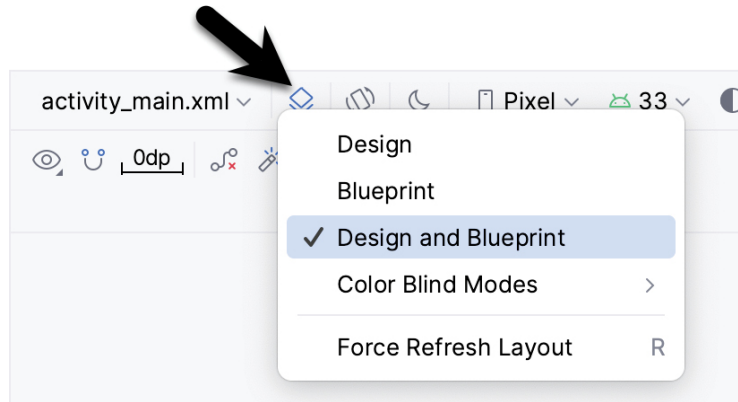 activity_main.xml Pixel 33
0dp
Design
Blueprint
Design and Blueprint
Color Blind Modes
Force Refresh Layout R